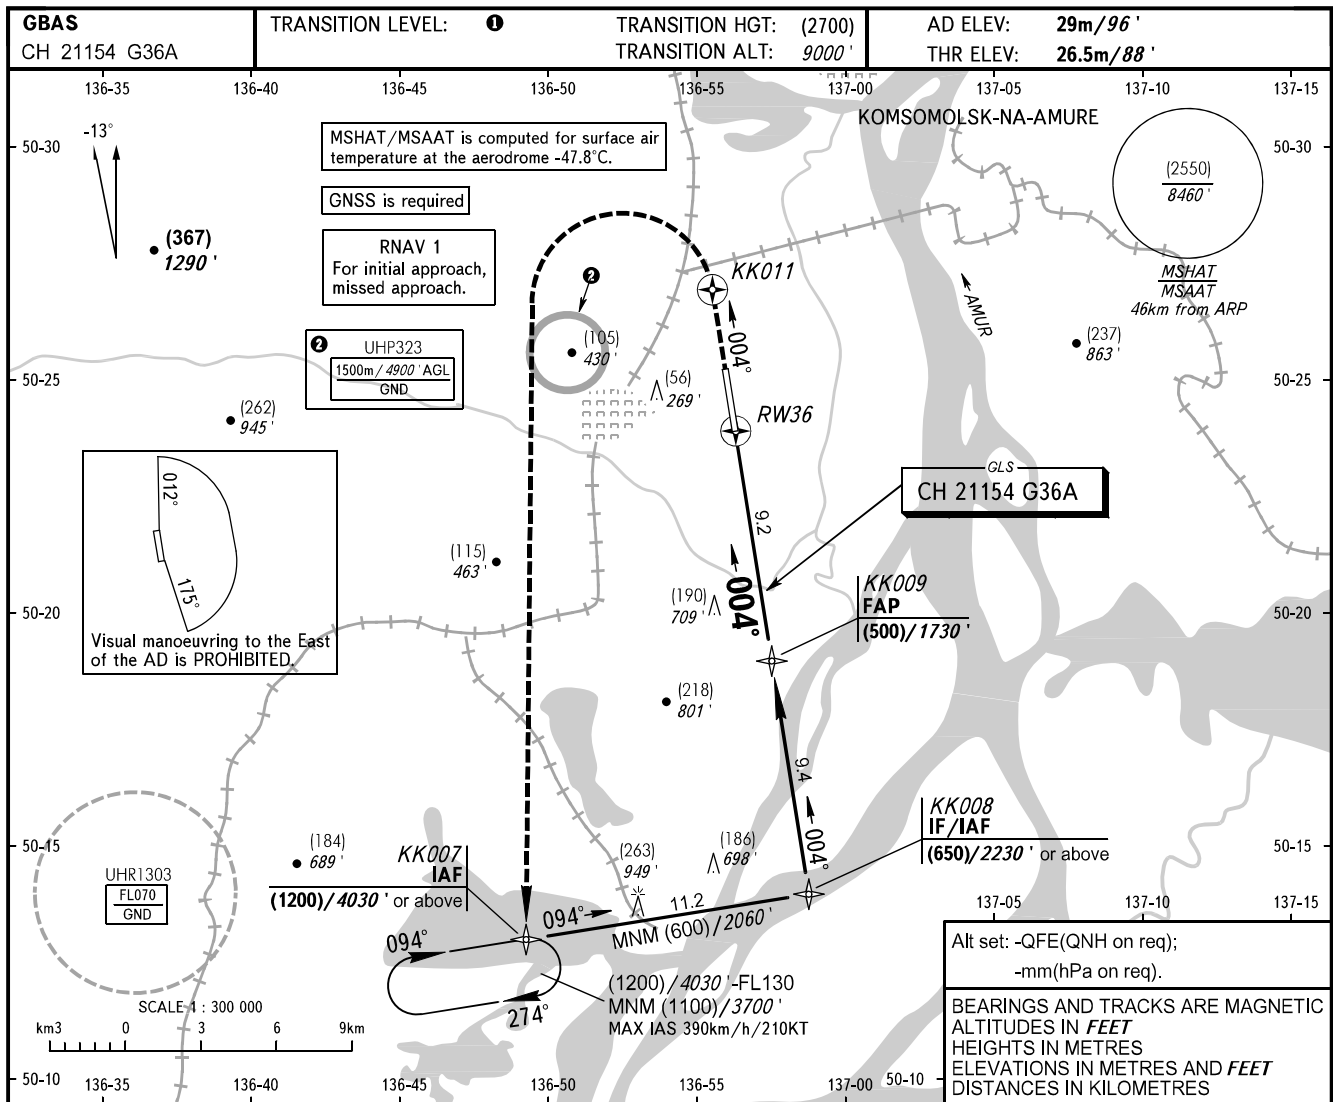 GBAS
CH 21154 G36A
TRANSITION LEVEL: ❶
TRANSITION HGT: (2700)
TRANSITION ALT: 9000 '
AD ELEV: 29m/96 '
THR ELEV: 26.5m/88 '
136-35 136-40 136-45 136-50 136-55 137-00 137-05 137-10 137-15
KOMSOMOLSK-NA-AMURE
50-30
50-30
-13°
MSHAT/MSAAT is computed for surface air
temperature at the aerodrome -47.8°C.
(2550)
8460 '
GNSS is required
(367)
1290 '
RNAV 1
For initial approach,
missed approach.
MSHAT
MSAAT
46km from ARP
KK011
❷
AMUR
004°
(105)
430 '
(237)
863 '
❷ UHP323
1500m/4900 ' AGL
GND
50-25
50-25
(56)
269 '
(262)
945 '
RW36
GLS
CH 21154 G36A
012°
175°
Visual manoeuvring to the East
of the AD is PROHIBITED.
9.2
(115)
463 '
004°
KK009
FAP
(500)/1730 '
(190)
709 '
50-20
50-20
(218)
801 '
9.4
004°
KK008
IF/IAF
(650)/2230 ' or above
50-15
50-15
(184)
689 '
KK007
IAF
(1200)/4030 ' or above
(263)
949 '
(186)
698 '
UHR1303
FL070
GND
11.2
094°
MNM (600)/2060 '
137-05 137-10 137-15
094°
274°
(1200)/4030 '-FL130
MNM (1100)/3700 '
MAX IAS 390km/h/210KT
Alt set: -QFE(QNH on req);
-mm(hPa on req).
SCALE 1 : 300 000
km3 0 3 6 9km
BEARINGS AND TRACKS ARE MAGNETIC
ALTITUDES IN FEET
HEIGHTS IN METRES
ELEVATIONS IN METRES AND FEET
DISTANCES IN KILOMETRES
50-10
136-35 136-40 136-45 136-50 136-55 137-00
50-10